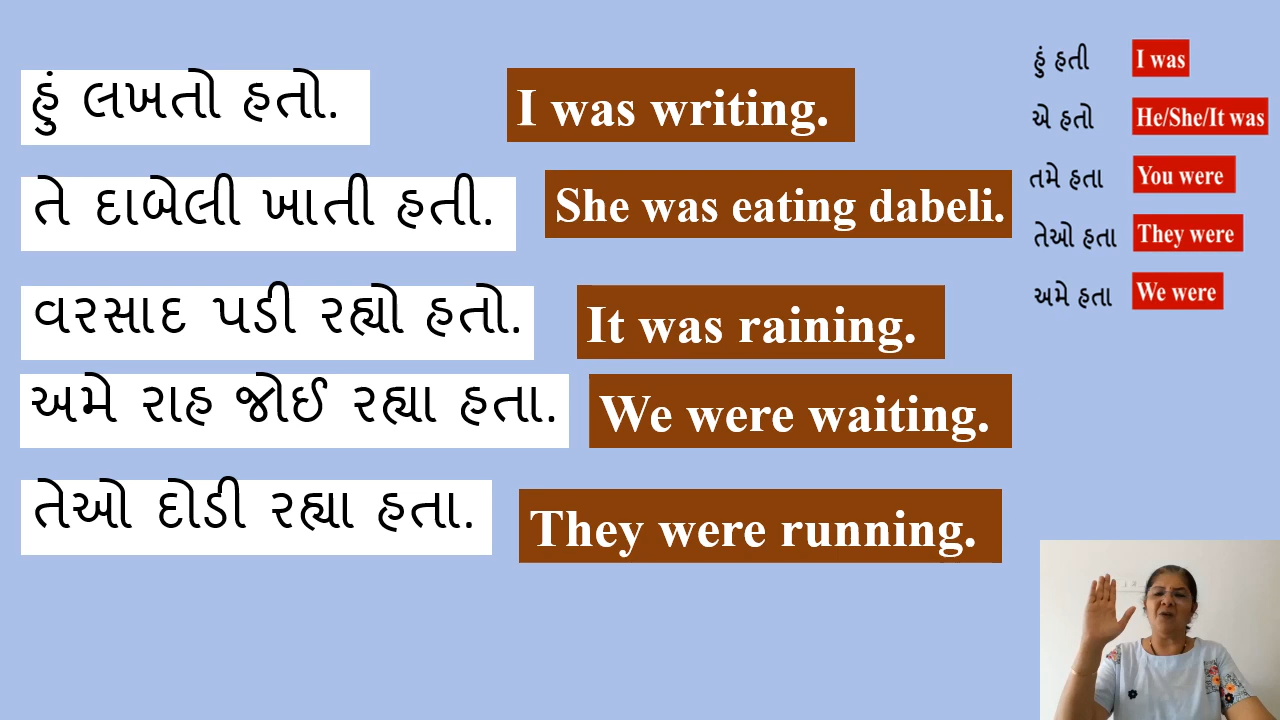 હું લખતો હતો. I was writing.
તે દાબેલી ખાતી હતી. She was eating dabeli.
વરસાદ પડી રહ્યો હતો. It was raining.
અમે રાહ જોઈ રહ્યા હતા. We were waiting.
તેઓ દોડી રહ્યા હતા. They were running.
હું હતી I was
એ હતો He/She/It was
તમે હતા You were
તેઓ હતા They were
અમે હતા We were